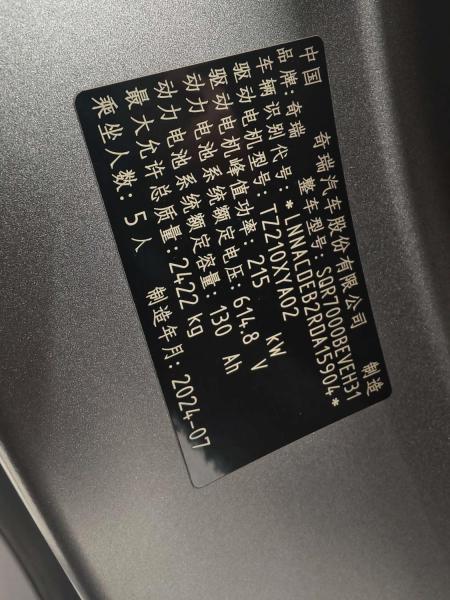 中国 奇瑞汽车股份有限公司 制造
品牌:奇瑞 整车型号:SQR7000BEVEH31
车辆识别代号:*LNNACDEB2RDA15904*
驱动电机型号:TZ210XYA02
驱动电机峰值功率:215 kW
动力电池系统额定电压:614.8 V
动力电池系统额定容量:130 Ah
最大允许总质量:2422 kg
乘坐人数:5人 制造年月:2024-07